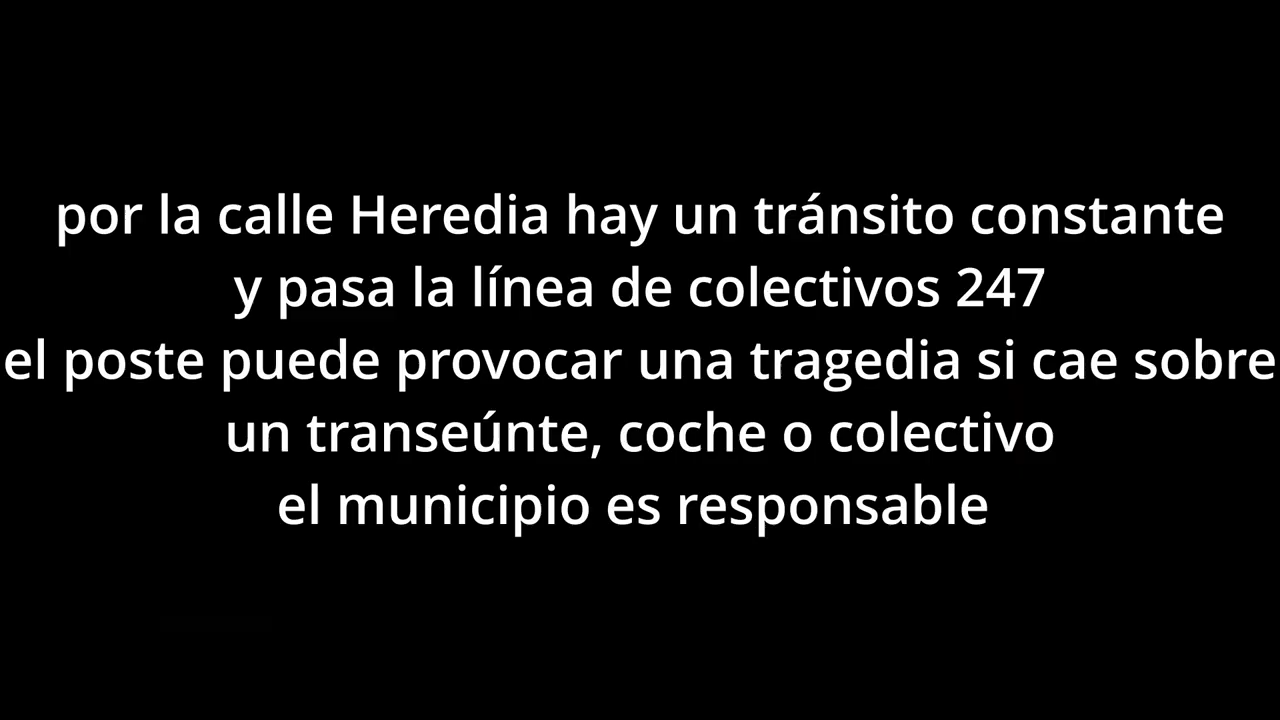 por la calle Heredia hay un tránsito constante
y pasa la línea de colectivos 247
el poste puede provocar una tragedia si cae sobre
un transeúnte, coche o colectivo
el municipio es responsable